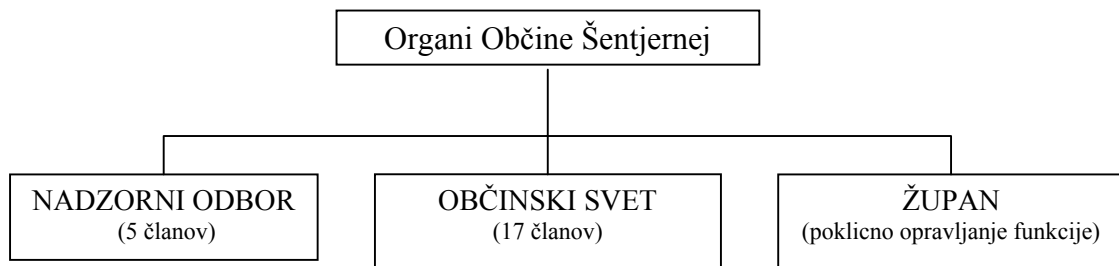 Organi Občine Šentjernej
NADZORNI ODBOR
(5 članov)
OBČINSKI SVET
(17 članov)
ŽUPAN
(poklicno opravljanje funkcije)